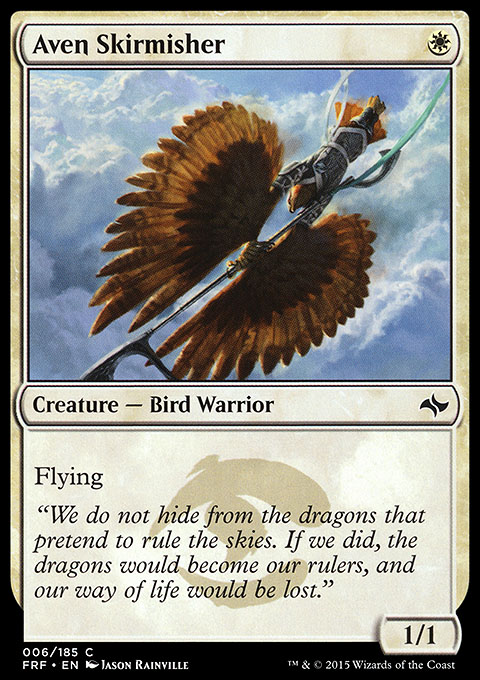 Aven Skirmisher
Creature — Bird Warrior
Flying
“We do not hide from the dragons that
pretend to rule the skies. If we did, the
dragons would become our rulers, and
our way of life would be lost.”
1/1
006/185 C
FRF • EN Jason Rainville
™ & © 2015 Wizards of the Coast